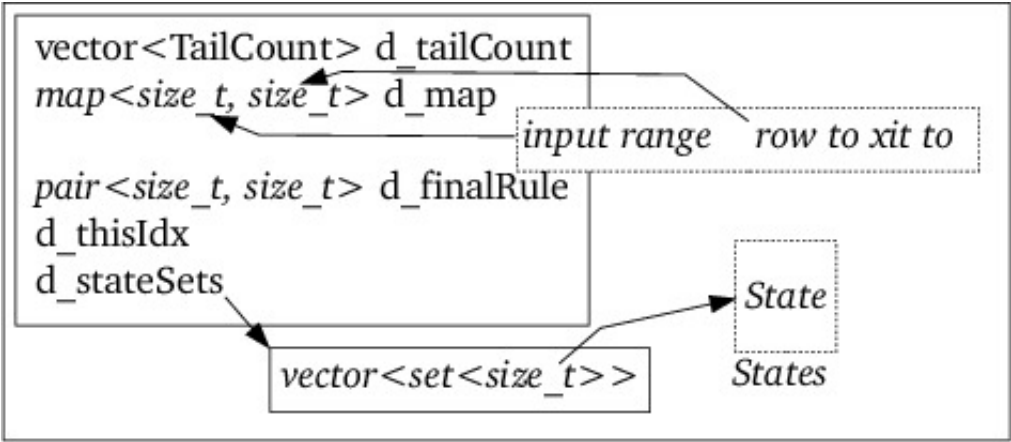 vector<TailCount> d_tailCount
map<size_t, size_t> d_map
input range row to xit to
pair<size_t, size_t> d_finalRule
d_thisIdx
d_stateSets
State
vector<set<size_t>>
States